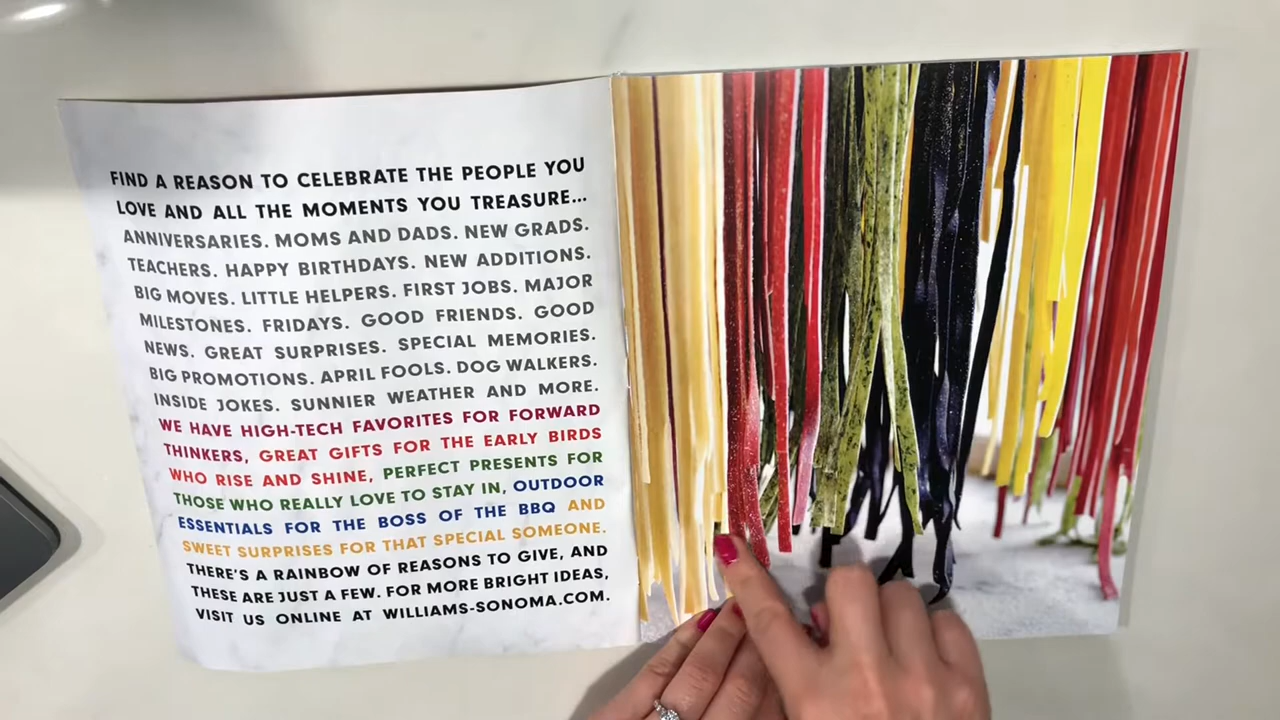 FIND A REASON TO CELEBRATE THE PEOPLE YOU
LOVE AND ALL THE MOMENTS YOU TREASURE...
ANNIVERSARIES. MOMS AND DADS. NEW GRADS.
TEACHERS. HAPPY BIRTHDAYS. NEW ADDITIONS.
BIG MOVES. LITTLE HELPERS. FIRST JOBS. MAJOR
MILESTONES. FRIDAYS. GOOD FRIENDS. GOOD
NEWS. GREAT SURPRISES. SPECIAL MEMORIES.
BIG PROMOTIONS. APRIL FOOLS. DOG WALKERS.
INSIDE JOKES. SUNNIER WEATHER AND MORE.
WE HAVE HIGH-TECH FAVORITES FOR FORWARD
THINKERS, GREAT GIFTS FOR THE EARLY BIRDS
WHO RISE AND SHINE, PERFECT PRESENTS FOR
THOSE WHO REALLY LOVE TO STAY IN, OUTDOOR
ESSENTIALS FOR THE BOSS OF THE BBQ AND
SWEET SURPRISES FOR THAT SPECIAL SOMEONE.
THERE'S A RAINBOW OF REASONS TO GIVE, AND
THESE ARE JUST A FEW. FOR MORE BRIGHT IDEAS,
VISIT US ONLINE AT WILLIAMS-SONOMA.COM.